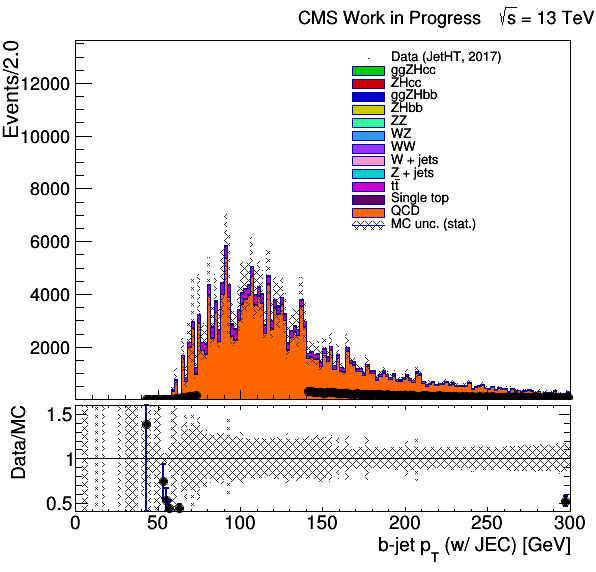 CMS Work in Progress √s = 13 TeV
Events/2.0
12000
10000
8000
6000
4000
2000
Data (JetHT, 2017)
ggZHcc
ZHcc
ggZHbb
ZHbb
ZZ
WZ
WW
W + jets
Z + jets
tt̄
Single top
QCD
MC unc. (stat.)
Data/MC
1.5
1
0.5
0 50 100 150 200 250 300
b-jet p_T (w/ JEC) [GeV]